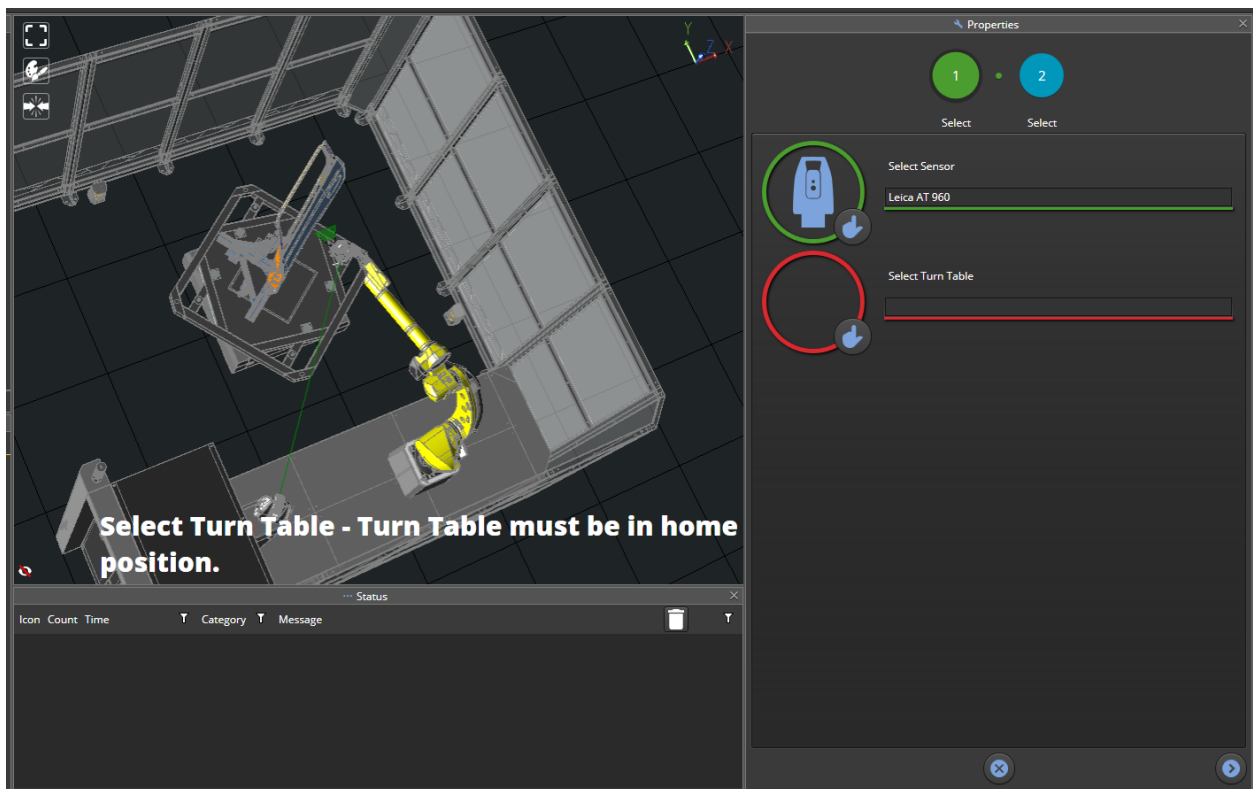 Properties
Y
Z
X
1
2
Select
Select
Select Sensor
Leica AT 960
Select Turn Table
Select Turn Table - Turn Table must be in home
position.
Status
Icon Count Time Category Message